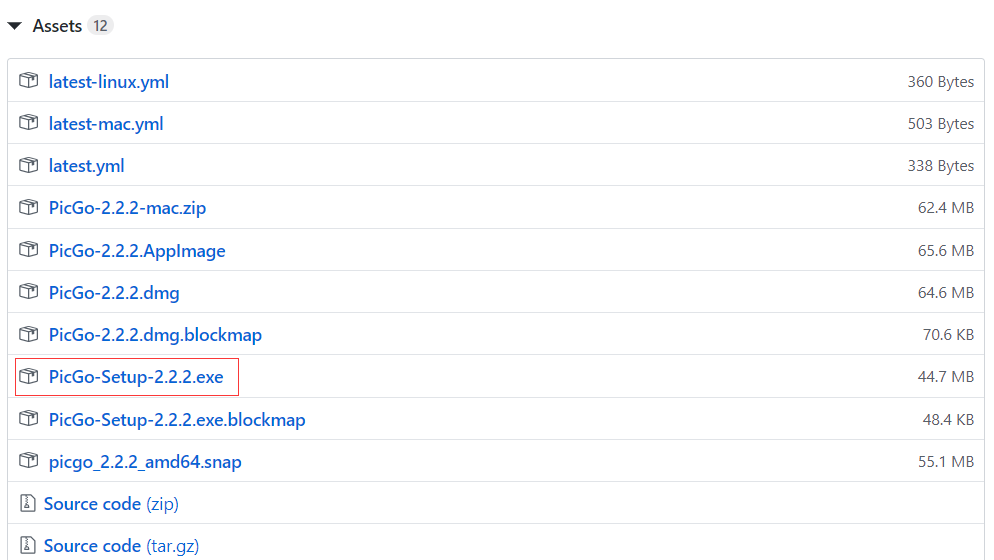 Assets 12
latest-linux.yml 360 Bytes
latest-mac.yml 503 Bytes
latest.yml 338 Bytes
PicGo-2.2.2-mac.zip 62.4 MB
PicGo-2.2.2.AppImage 65.6 MB
PicGo-2.2.2.dmg 64.6 MB
PicGo-2.2.2.dmg.blockmap 70.6 KB
PicGo-Setup-2.2.2.exe 44.7 MB
PicGo-Setup-2.2.2.exe.blockmap 48.4 KB
picgo_2.2.2_amd64.snap 55.1 MB
Source code (zip)
Source code (tar.gz)